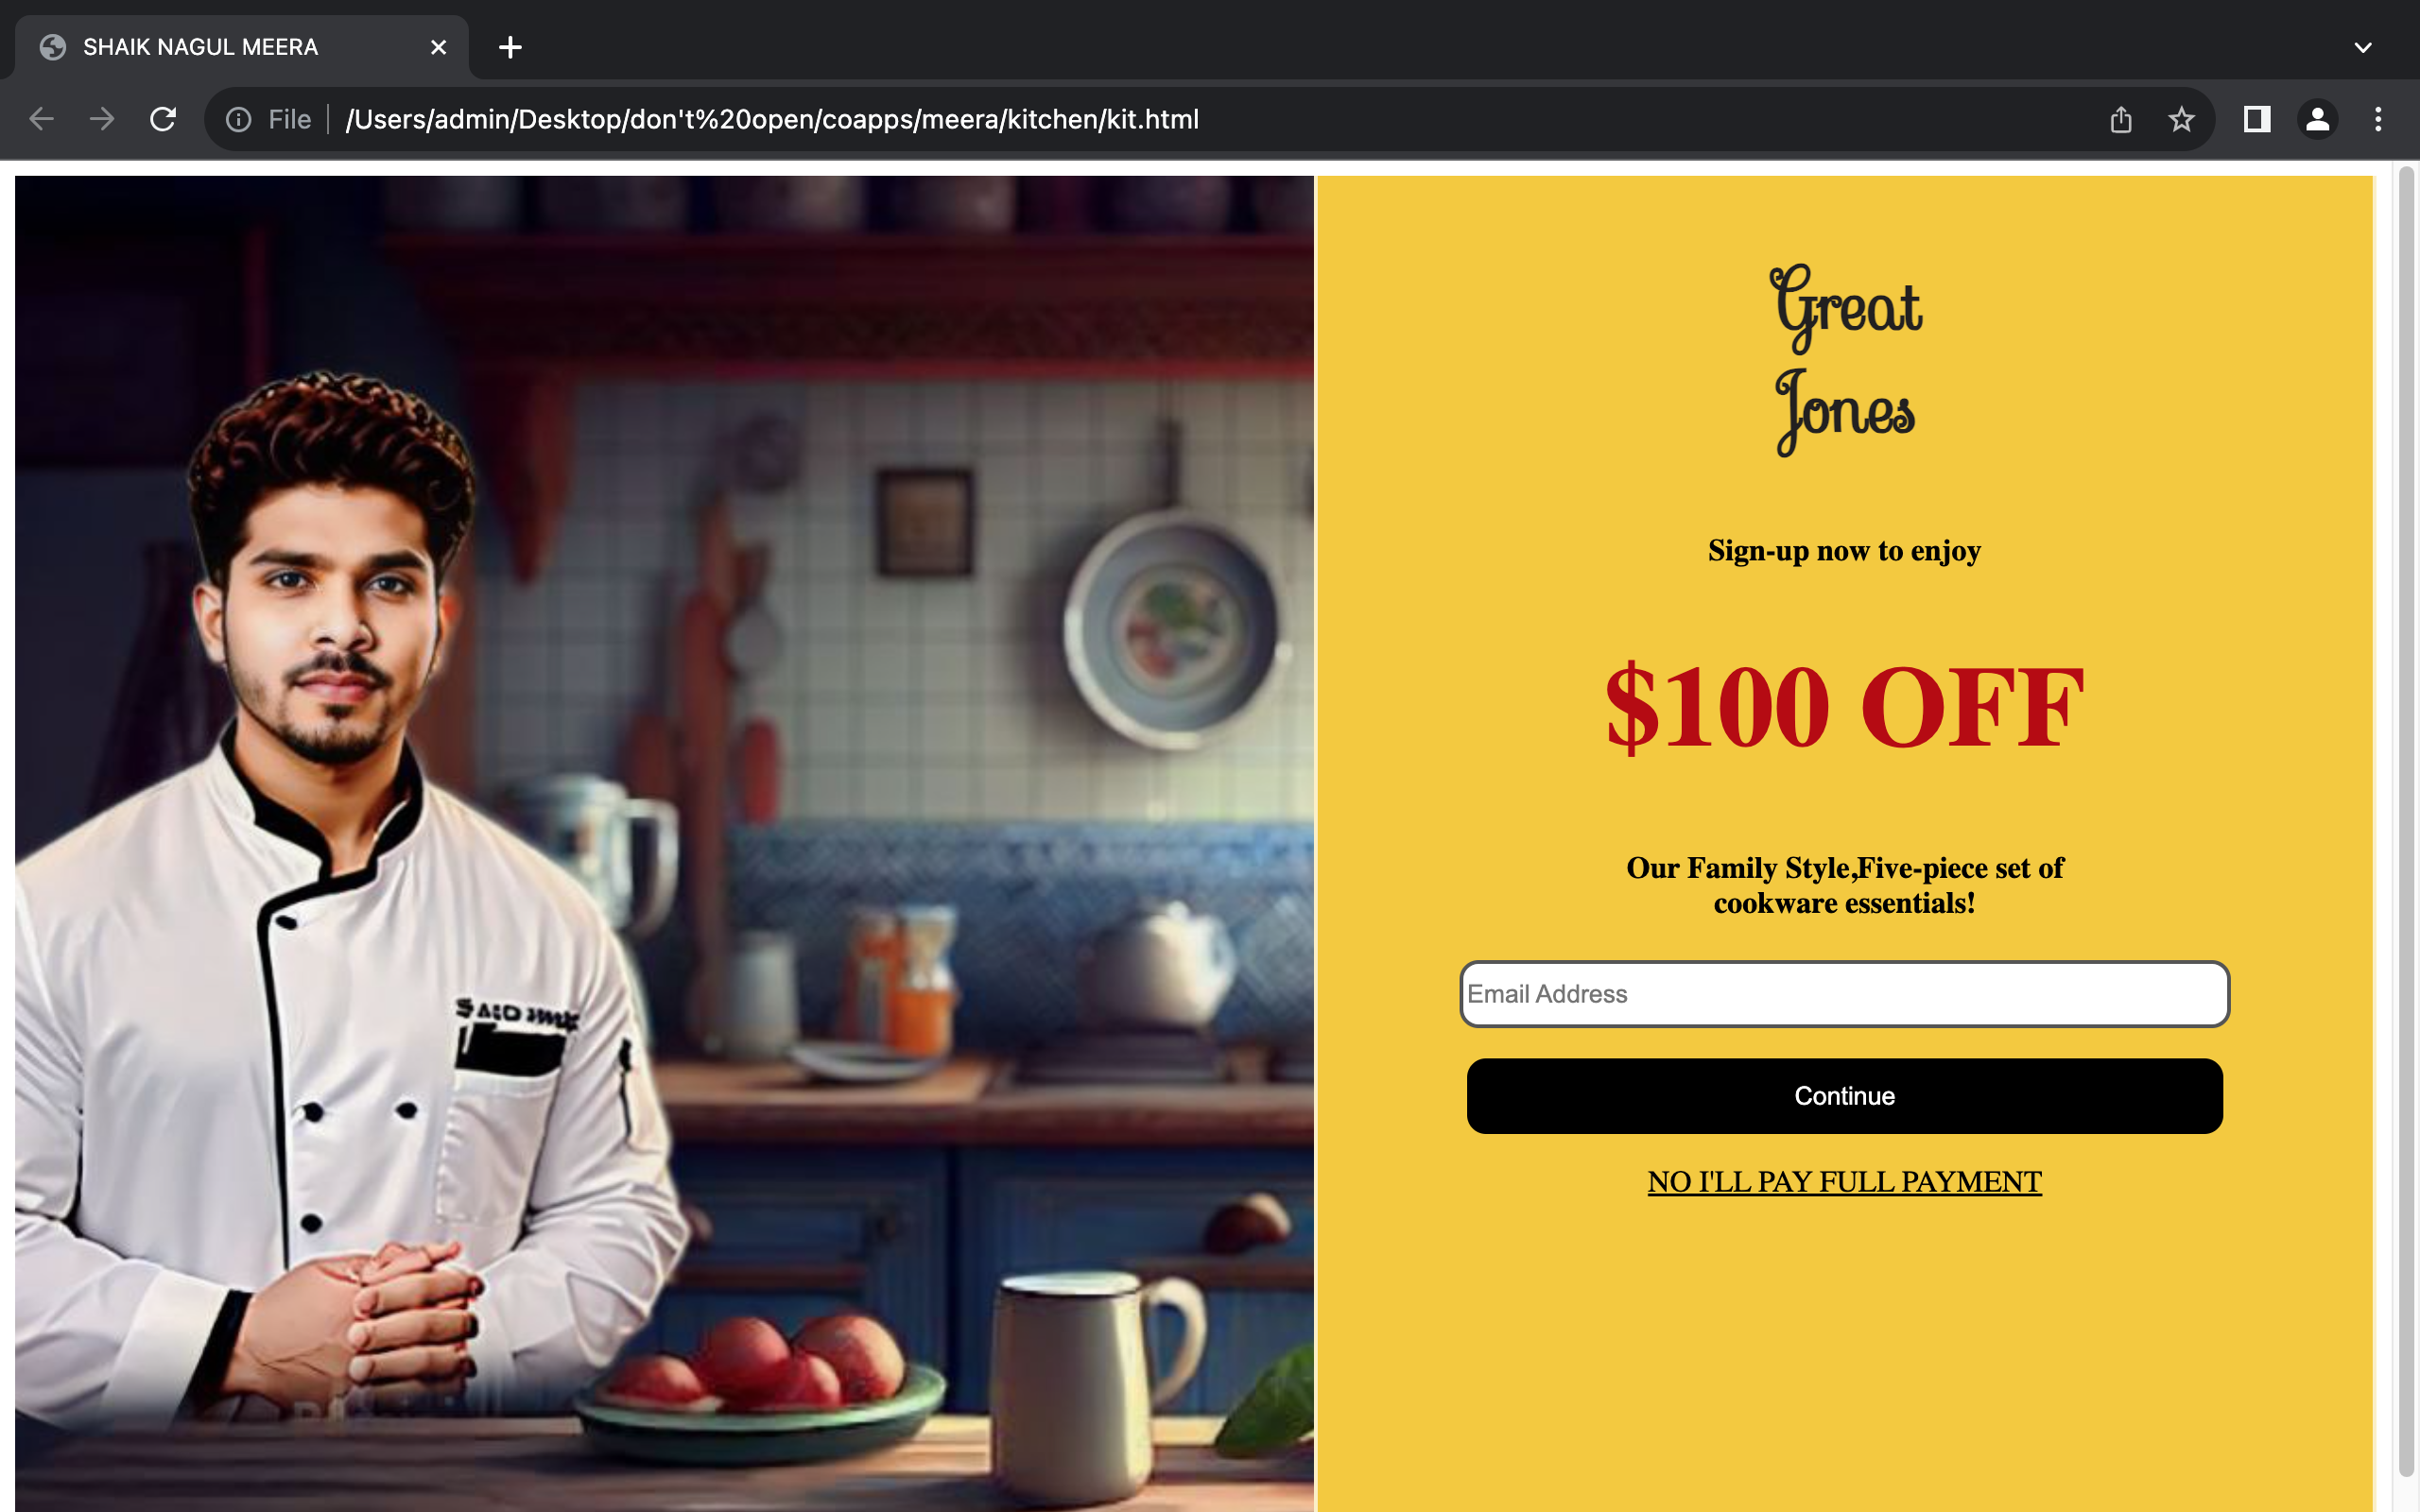 SHAIK NAGUL MEERA
File
/Users/admin/Desktop/don't%20open/coapps/meera/kitchen/kit.html
Great
Jones
Sign-up now to enjoy
$100 OFF
Our Family Style,Five-piece set of
cookware essentials!
Email Address
Continue
NO I'LL PAY FULL PAYMENT